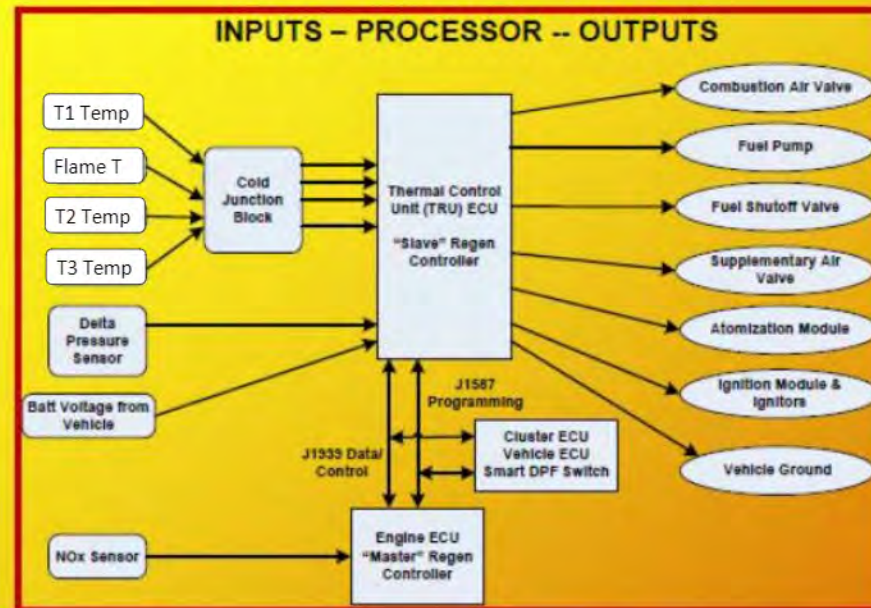 INPUTS – PROCESSOR -- OUTPUTS
T1 Temp
Flame T
T2 Temp
T3 Temp
Cold
Junction
Block
Delta
Pressure
Sensor
Batt Voltage from
Vehicle
NOx Sensor
Thermal Control
Unit (TRU) ECU
"Slave" Regen
Controller
J1587
Programming
J1939 Data/
Control
Cluster ECU
Vehicle ECU
Smart DPF Switch
Engine ECU
"Master" Regen
Controller
Combustion Air Valve
Fuel Pump
Fuel Shutoff Valve
Supplementary Air
Valve
Atomization Module
Ignition Module &
Ignitors
Vehicle Ground